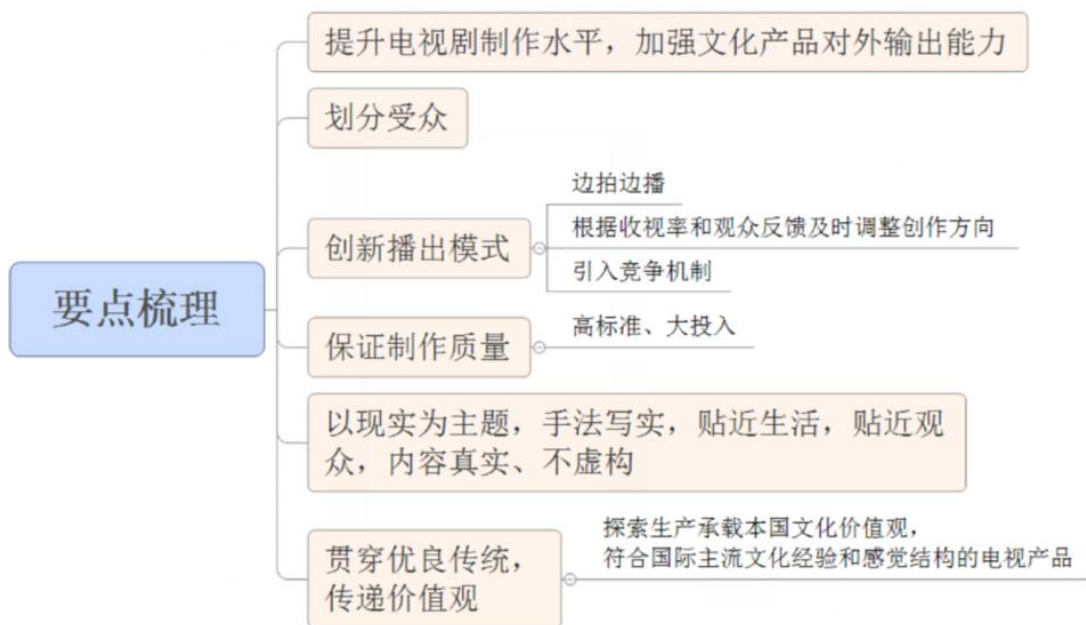 提升电视剧制作水平，加强文化产品对外输出能力
划分受众
边拍边播
创新播出模式
根据收视率和观众反馈及时调整创作方向
引入竞争机制
要点梳理
保证制作质量
高标准、大投入
以现实为主题，手法写实，贴近生活，贴近观
众，内容真实、不虚构
贯穿优良传统，
传递价值观
探索生产承载本国文化价值观，
符合国际主流文化经验和感觉结构的电视产品